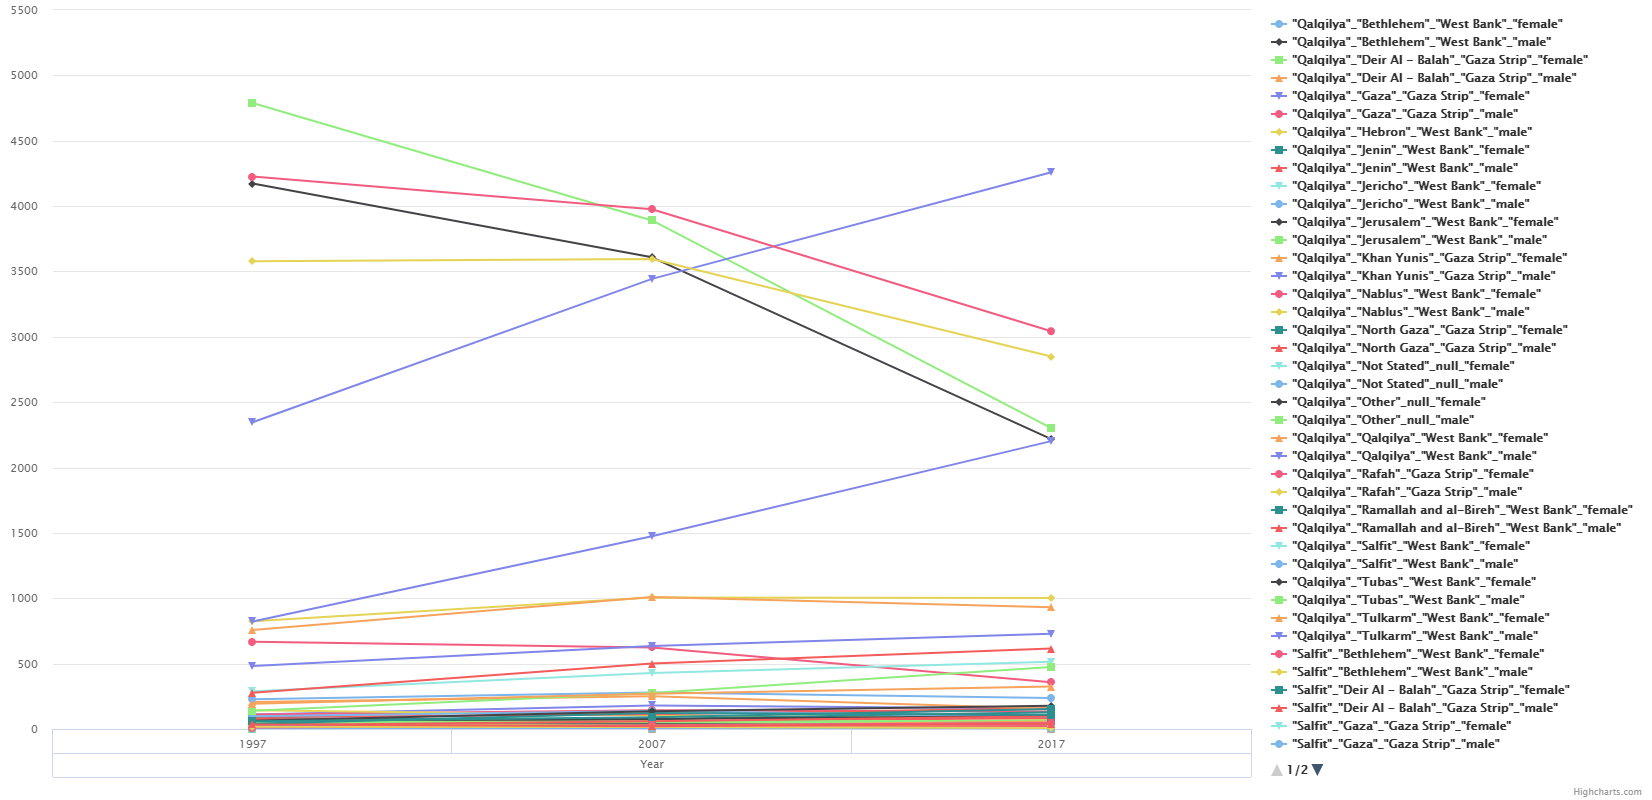 5500
5000
4500
4000
3500
3000
2500
2000
1500
1000
500
0
1997
2007
2017
Year
"Qalqilya"_"Bethlehem"_"West Bank"_"female"
"Qalqilya"_"Bethlehem"_"West Bank"_"male"
"Qalqilya"_"Deir Al - Balah"_"Gaza Strip"_"female"
"Qalqilya"_"Deir Al - Balah"_"Gaza Strip"_"male"
"Qalqilya"_"Gaza"_"Gaza Strip"_"female"
"Qalqilya"_"Gaza"_"Gaza Strip"_"male"
"Qalqilya"_"Hebron"_"West Bank"_"male"
"Qalqilya"_"Jenin"_"West Bank"_"female"
"Qalqilya"_"Jenin"_"West Bank"_"male"
"Qalqilya"_"Jericho"_"West Bank"_"female"
"Qalqilya"_"Jericho"_"West Bank"_"male"
"Qalqilya"_"Jerusalem"_"West Bank"_"female"
"Qalqilya"_"Jerusalem"_"West Bank"_"male"
"Qalqilya"_"Khan Yunis"_"Gaza Strip"_"female"
"Qalqilya"_"Khan Yunis"_"Gaza Strip"_"male"
"Qalqilya"_"Nablus"_"West Bank"_"female"
"Qalqilya"_"Nablus"_"West Bank"_"male"
"Qalqilya"_"North Gaza"_"Gaza Strip"_"female"
"Qalqilya"_"North Gaza"_"Gaza Strip"_"male"
"Qalqilya"_"Not Stated"_null_"female"
"Qalqilya"_"Not Stated"_null_"male"
"Qalqilya"_"Other"_null_"female"
"Qalqilya"_"Other"_null_"male"
"Qalqilya"_"Qalqilya"_"West Bank"_"female"
"Qalqilya"_"Qalqilya"_"West Bank"_"male"
"Qalqilya"_"Rafah"_"Gaza Strip"_"female"
"Qalqilya"_"Rafah"_"Gaza Strip"_"male"
"Qalqilya"_"Ramallah and al-Bireh"_"West Bank"_"female"
"Qalqilya"_"Ramallah and al-Bireh"_"West Bank"_"male"
"Qalqilya"_"Salfit"_"West Bank"_"female"
"Qalqilya"_"Salfit"_"West Bank"_"male"
"Qalqilya"_"Tubas"_"West Bank"_"female"
"Qalqilya"_"Tubas"_"West Bank"_"male"
"Qalqilya"_"Tulkarm"_"West Bank"_"female"
"Qalqilya"_"Tulkarm"_"West Bank"_"male"
"Salfit"_"Bethlehem"_"West Bank"_"female"
"Salfit"_"Bethlehem"_"West Bank"_"male"
"Salfit"_"Deir Al - Balah"_"Gaza Strip"_"female"
"Salfit"_"Deir Al - Balah"_"Gaza Strip"_"male"
"Salfit"_"Gaza"_"Gaza Strip"_"female"
"Salfit"_"Gaza"_"Gaza Strip"_"male"
1/2
Highcharts.com